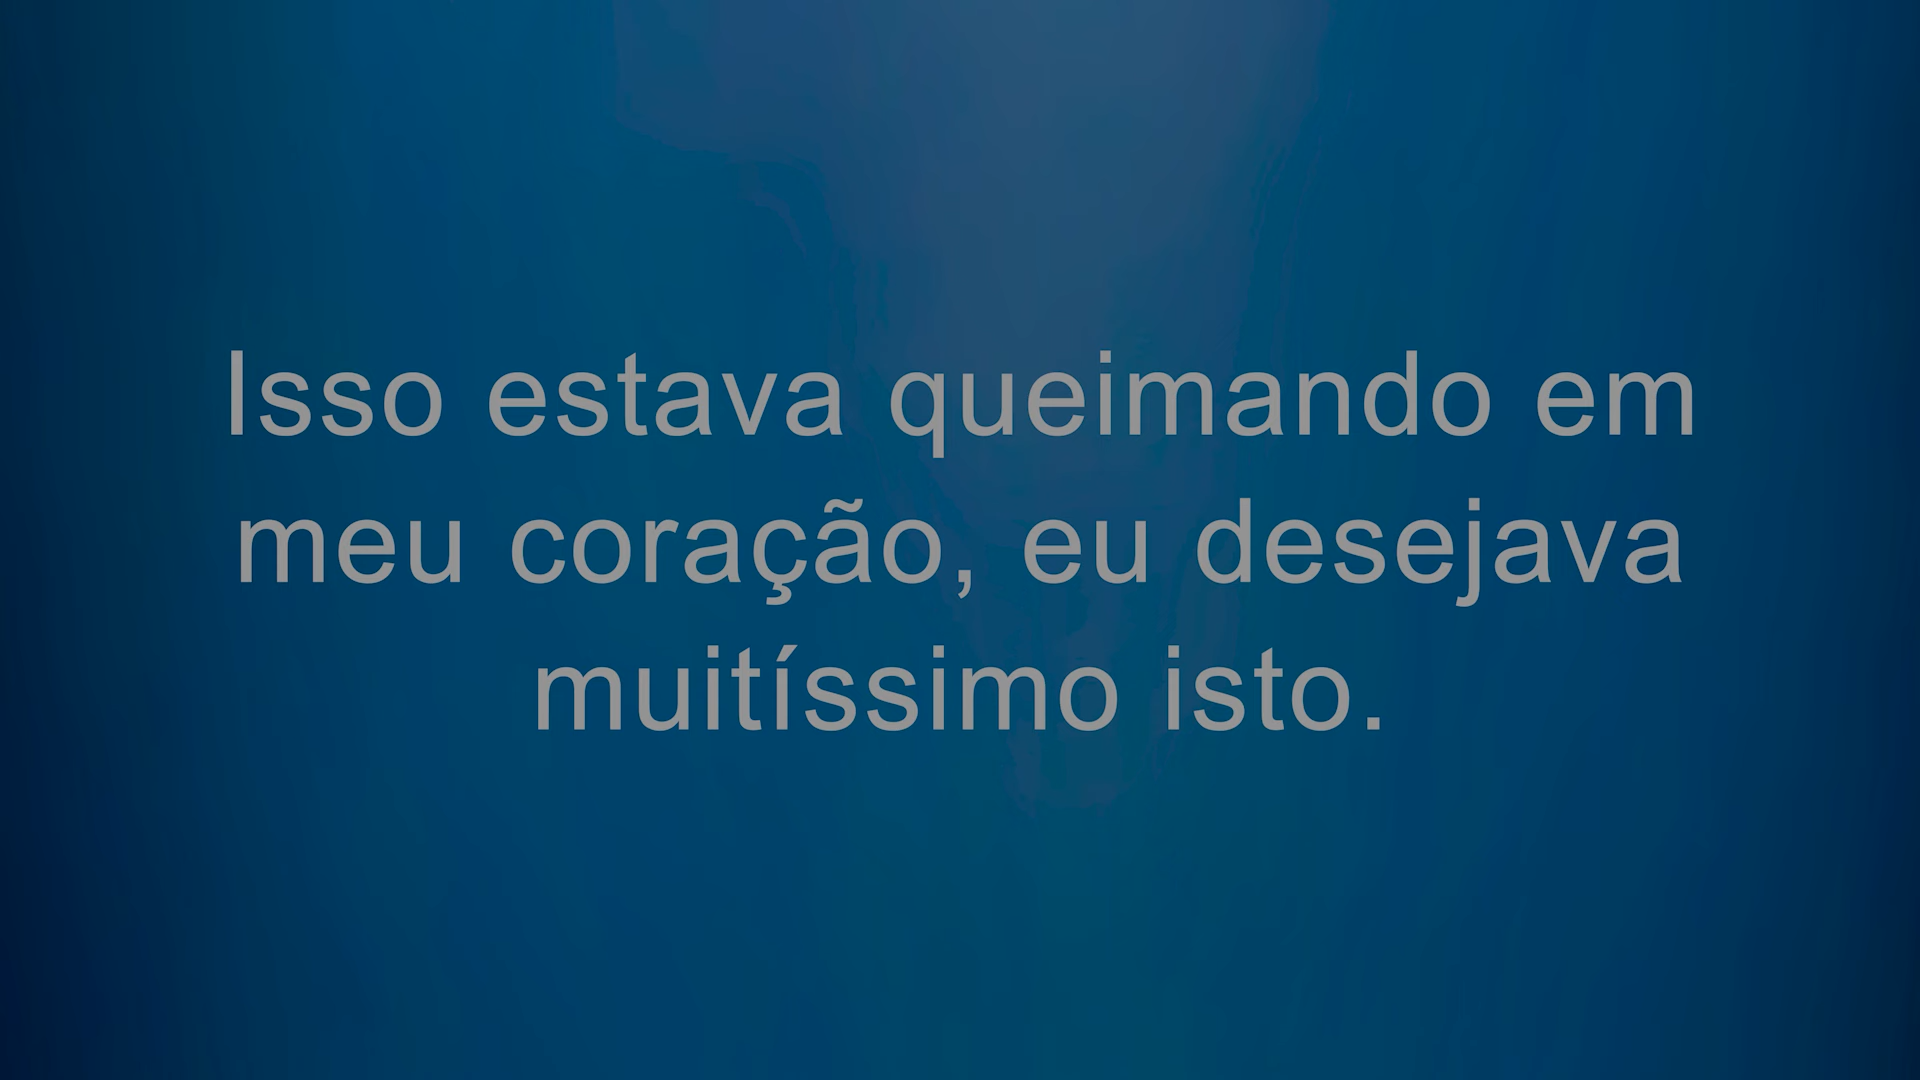 Isso estava queimando em
meu coração, eu desejava
muitíssimo isto.